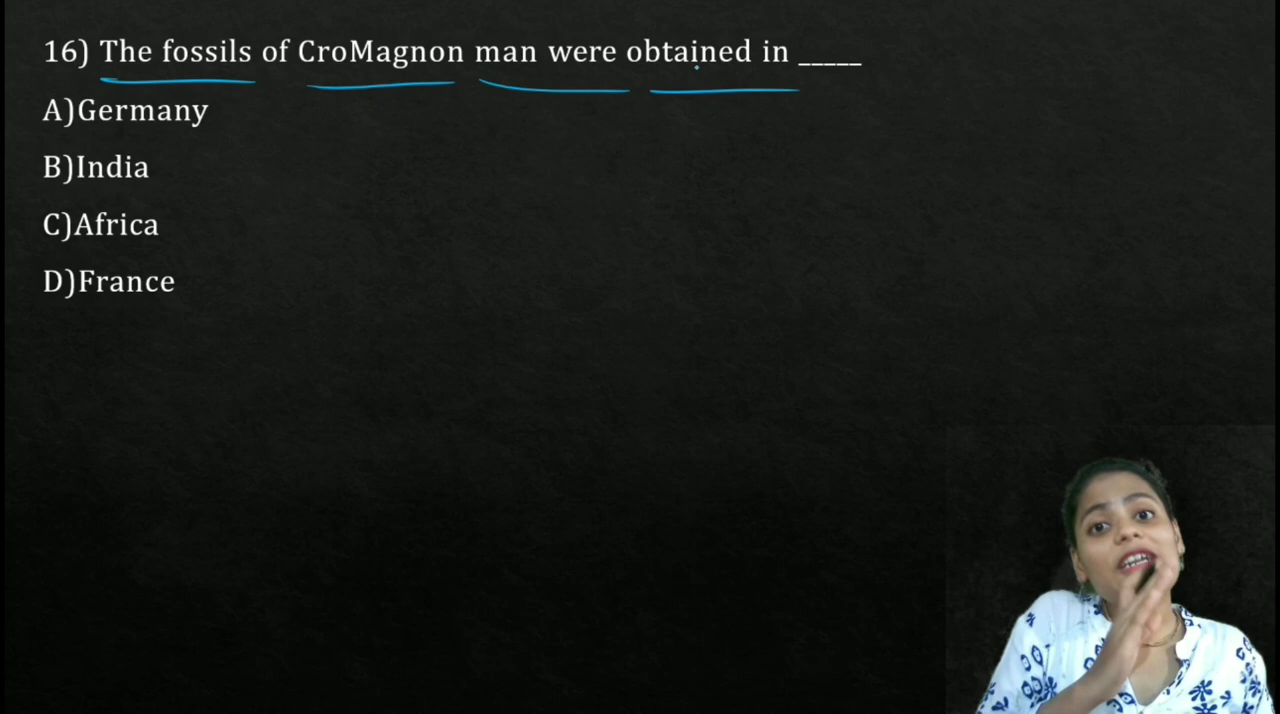 16) The fossils of CroMagnon man were obtained in _____
A)Germany
B)India
C)Africa
D)France